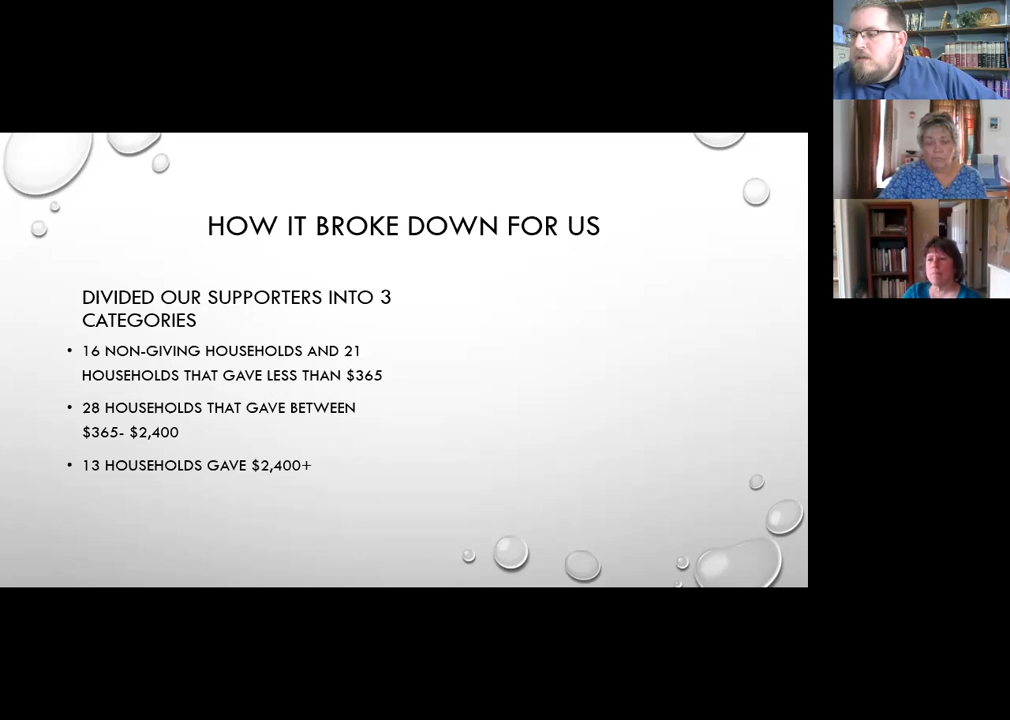 HOW IT BROKE DOWN FOR US
DIVIDED OUR SUPPORTERS INTO 3
CATEGORIES
• 16 NON-GIVING HOUSEHOLDS AND 21
HOUSEHOLDS THAT GAVE LESS THAN $365
• 28 HOUSEHOLDS THAT GAVE BETWEEN
$365- $2,400
• 13 HOUSEHOLDS GAVE $2,400+